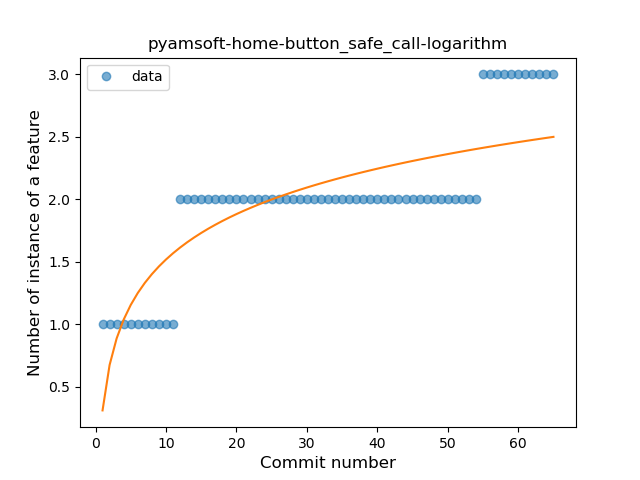 pyamsoft-home-button_safe_call-logarithm
data
Number of instance of a feature
3.0
2.5
2.0
1.5
1.0
0.5
0 10 20 30 40 50 60
Commit number